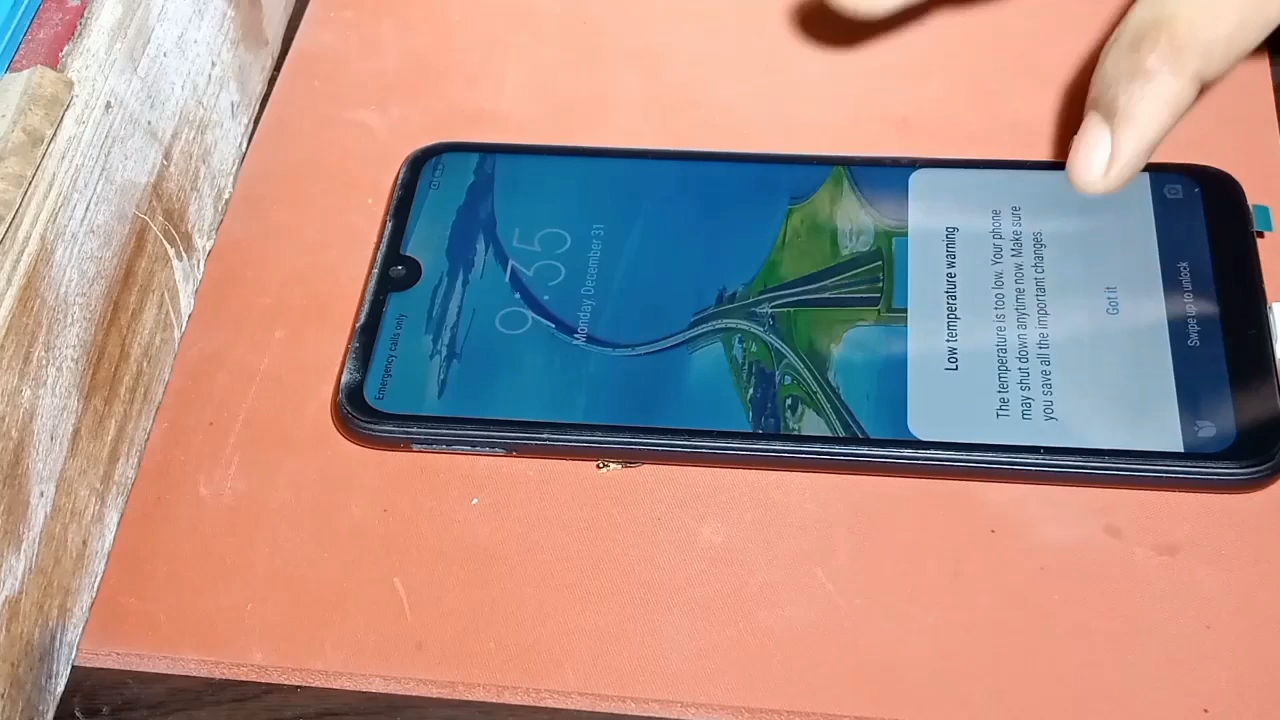 Emergency calls only
9:35
Monday, December 31
Low temperature warning
The temperature is too low. Your phone
may shut down anytime now. Make sure
you save all the important changes.
Got it
Swipe up to unlock